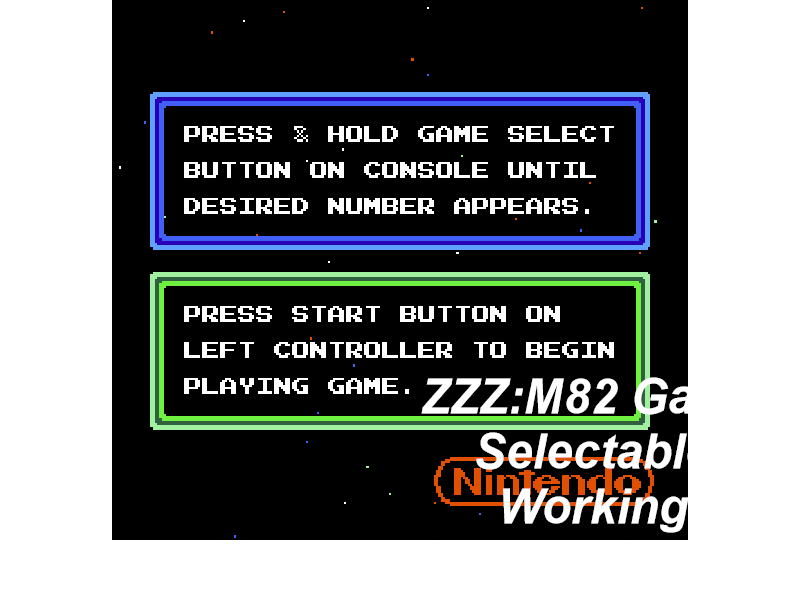 PRESS & HOLD GAME SELECT
BUTTON ON CONSOLE UNTIL
DESIRED NUMBER APPEARS.
PRESS START BUTTON ON
LEFT CONTROLLER TO BEGIN
PLAYING GAME.
ZZZ:M82 Ga
Selectabl
Nintendo
Working